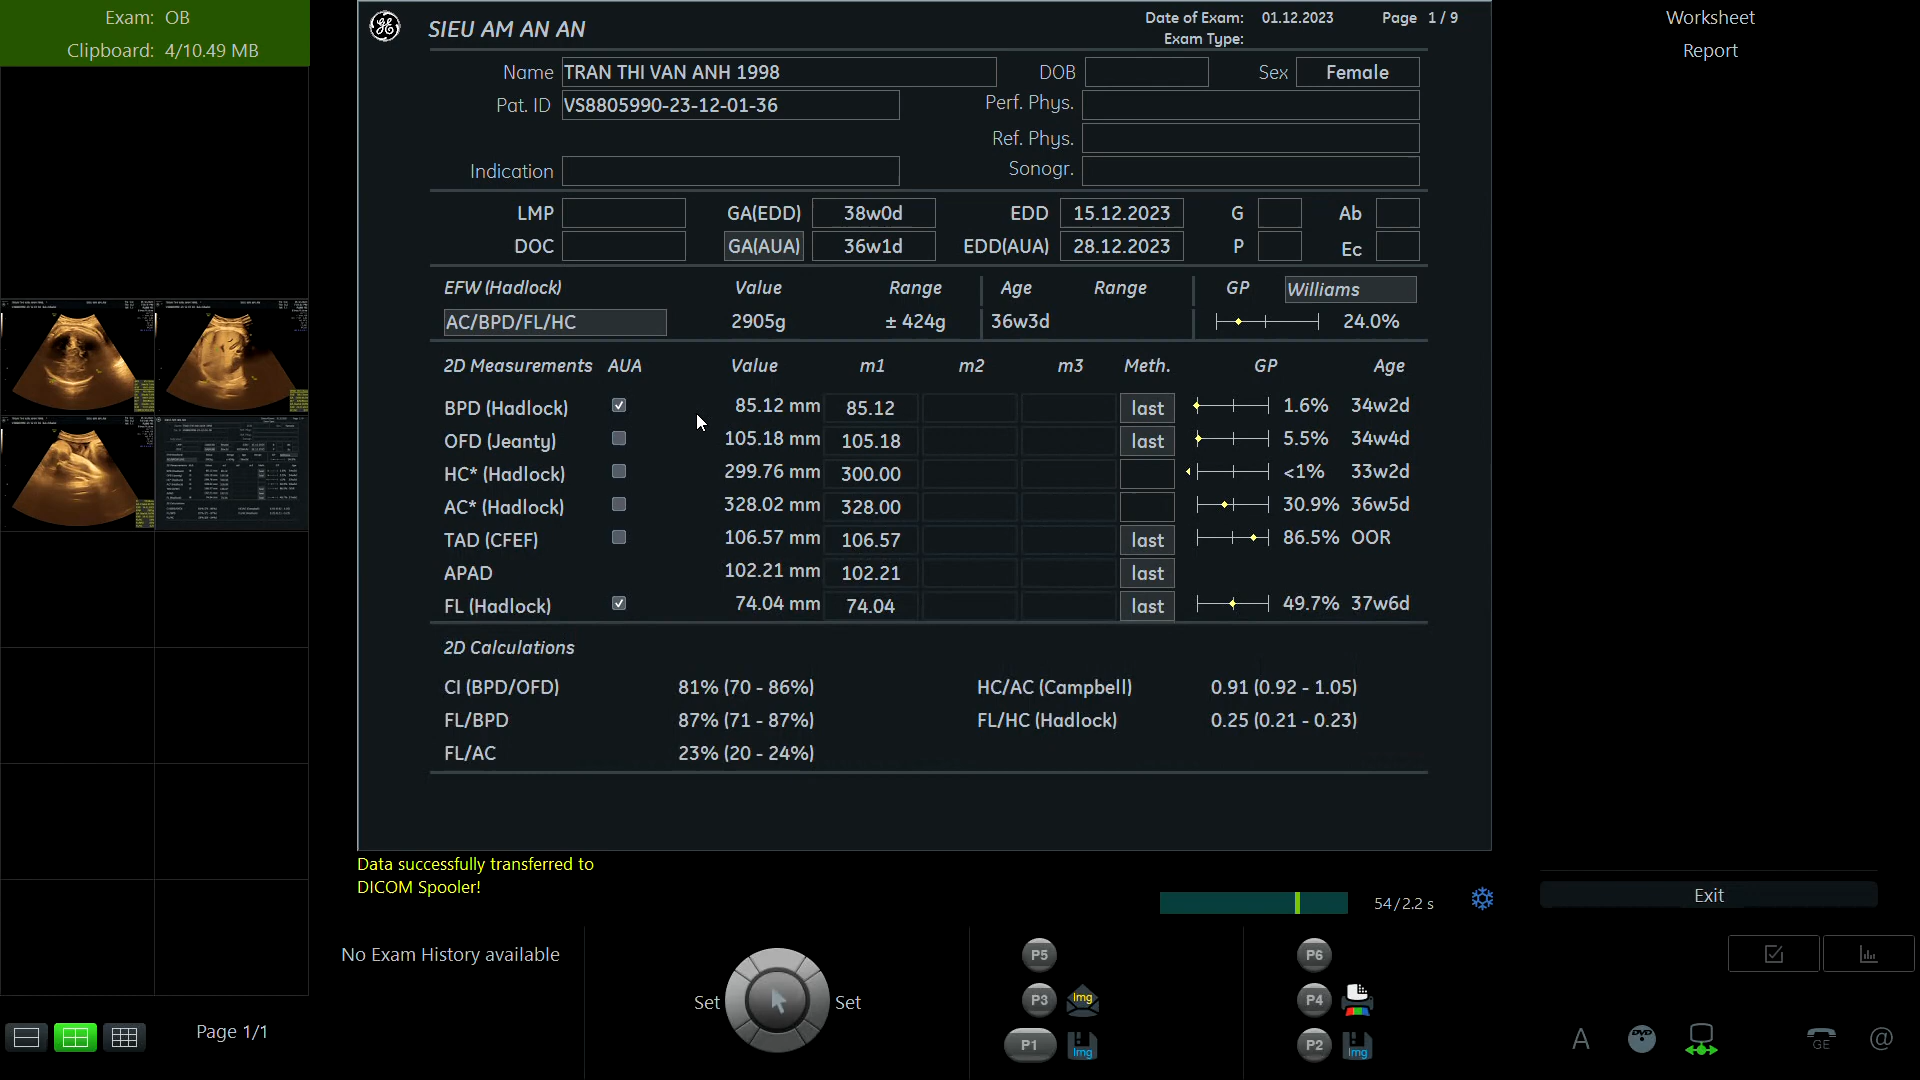 Exam: OB
Clipboard: 4/10.49 MB
SIEU AM AN AN
Date of Exam: 01.12.2023 Page 1 / 9
Exam Type:
Name TRAN THI VAN ANH 1998 DOB Sex Female
Pat. ID VS8805990-23-12-01-36 Perf. Phys.
Ref. Phys.
Indication Sonogr.
LMP GA(EDD) 38w0d EDD 15.12.2023 G Ab
DOC GA(AUA) 36w1d EDD(AUA) 28.12.2023 P Ec
EFW (Hadlock) Value Range Age Range GP Williams
AC/BPD/FL/HC 2905g ± 424g 36w3d 24.0%
2D Measurements AUA Value m1 m2 m3 Meth. GP Age
BPD (Hadlock) 85.12 mm 85.12 last 1.6% 34w2d
OFD (Jeanty) 105.18 mm 105.18 last 5.5% 34w4d
HC* (Hadlock) 299.76 mm 300.00 <1% 33w2d
AC* (Hadlock) 328.02 mm 328.00 30.9% 36w5d
TAD (CFEF) 106.57 mm 106.57 last 86.5% OOR
APAD 102.21 mm 102.21 last
FL (Hadlock) 74.04 mm 74.04 last 49.7% 37w6d
2D Calculations
CI (BPD/OFD) 81% (70 - 86%) HC/AC (Campbell) 0.91 (0.92 - 1.05)
FL/BPD 87% (71 - 87%) FL/HC (Hadlock) 0.25 (0.21 - 0.23)
FL/AC 23% (20 - 24%)
Worksheet
Report
Data successfully transferred to
DICOM Spooler!
54/2.2 s
Exit
No Exam History available
Set Set
P5
P3 Img
P1 Img
P6
P4
P2 Img
Page 1/1
A DVD GE @